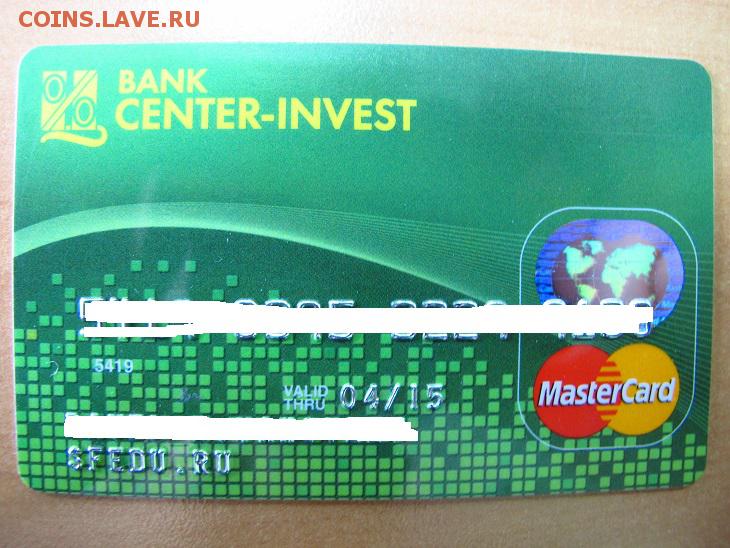 COINS.LAVE.RU
BANK
CENTER-INVEST
5419
VALID
THRU 04/15
MasterCard
SFEDU.RU